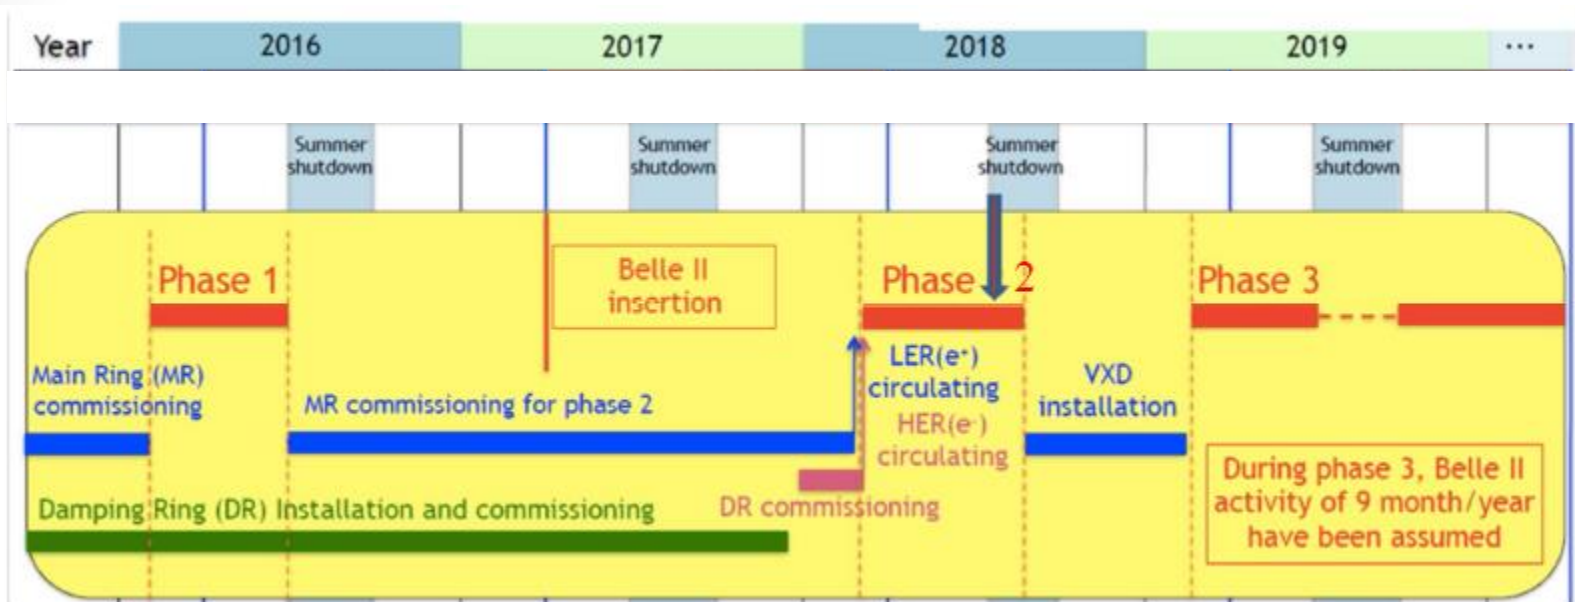 Year 2016 2017 2018 2019 ...
Summer shutdown
Summer shutdown
Summer shutdown
Summer shutdown
Phase 1
Belle II
insertion
Phase 2
Phase 3
Main Ring (MR)
commissioning
MR commissioning for phase 2
LER(e⁺)
circulating
HER(e⁻)
circulating
VXD
installation
Damping Ring (DR) Installation and commissioning
DR commissioning
During phase 3, Belle II
activity of 9 month/year
have been assumed